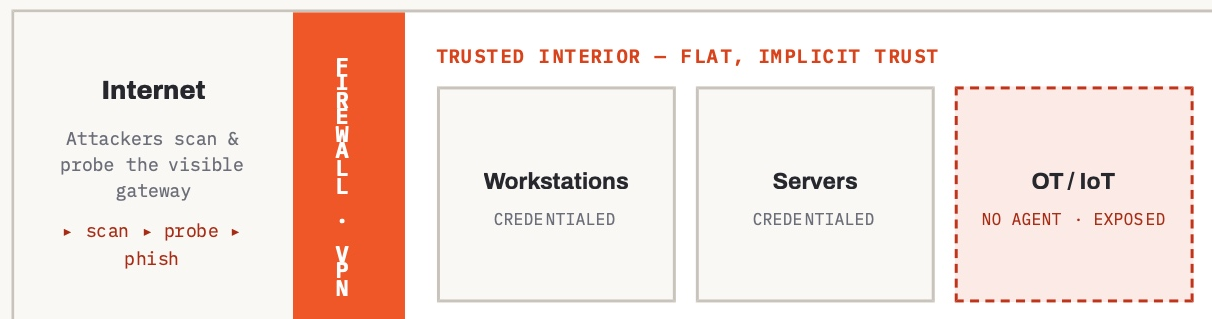 Internet
Attackers scan &
probe the visible
gateway
▸ scan ▸ probe ▸
phish
FIREWALL · VPN
TRUSTED INTERIOR — FLAT, IMPLICIT TRUST
Workstations
CREDENTIALED
Servers
CREDENTIALED
OT / IoT
NO AGENT · EXPOSED